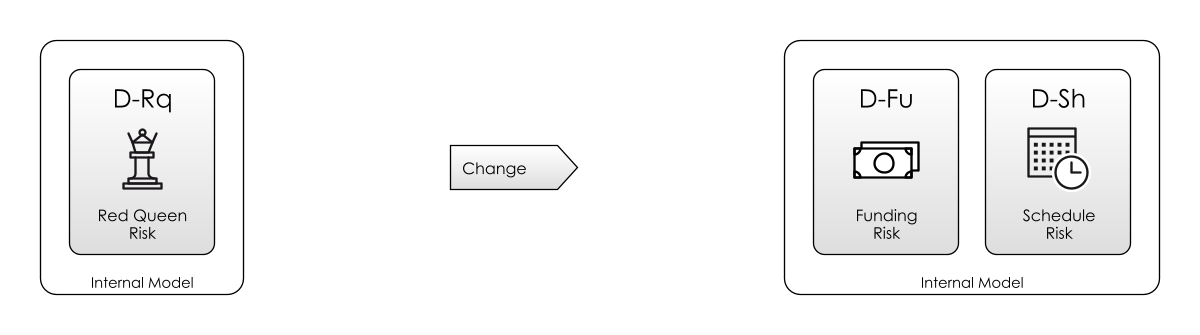 D-Rq
Red Queen
Risk
Internal Model
Change
D-Fu
Funding
Risk
D-Sh
Schedule
Risk
Internal Model